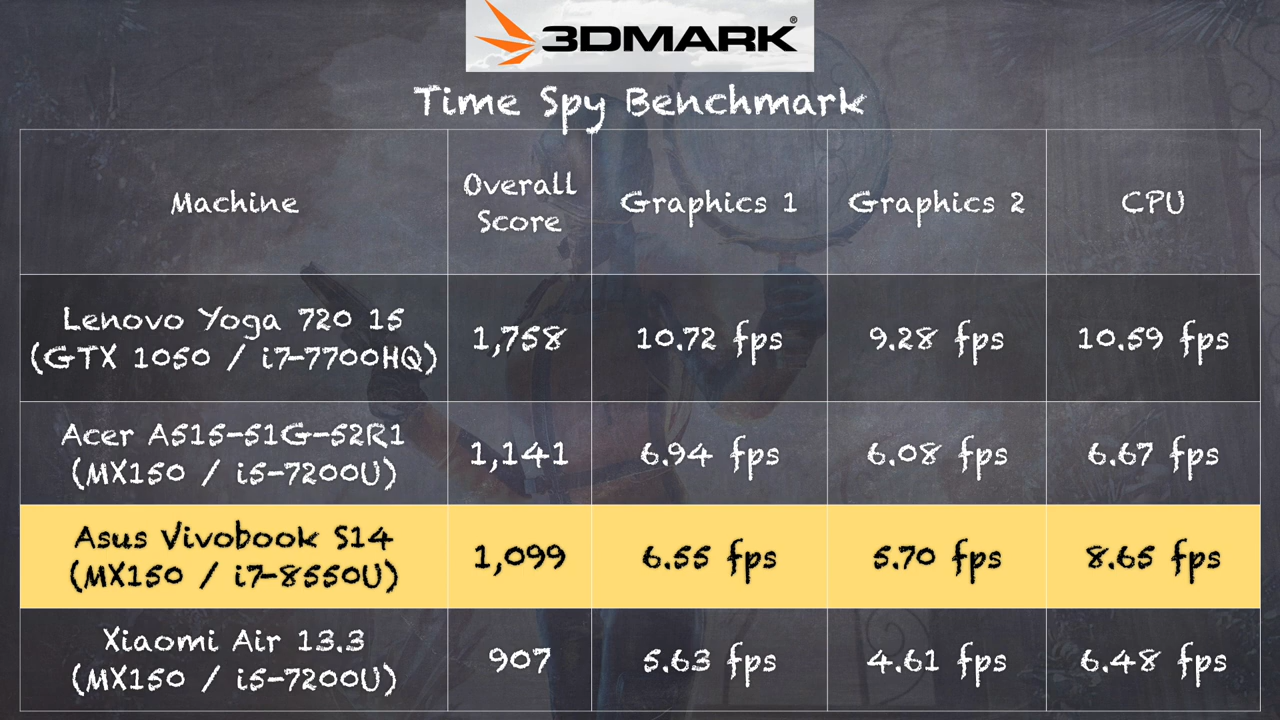 3DMARK®
Time Spy Benchmark
Machine
Overall
Score
Graphics 1
Graphics 2
CPU
Lenovo Yoga 720 15
(GTX 1050 / i7-7700HQ)
1,758
10.72 fps
9.28 fps
10.59 fps
Acer A515-51G-52R1
(MX150 / i5-7200U)
1,141
6.94 fps
6.08 fps
6.67 fps
Asus Vivobook S14
(MX150 / i7-8550U)
1,099
6.55 fps
5.70 fps
8.65 fps
Xiaomi Air 13.3
(MX150 / i5-7200U)
907
5.63 fps
4.61 fps
6.48 fps